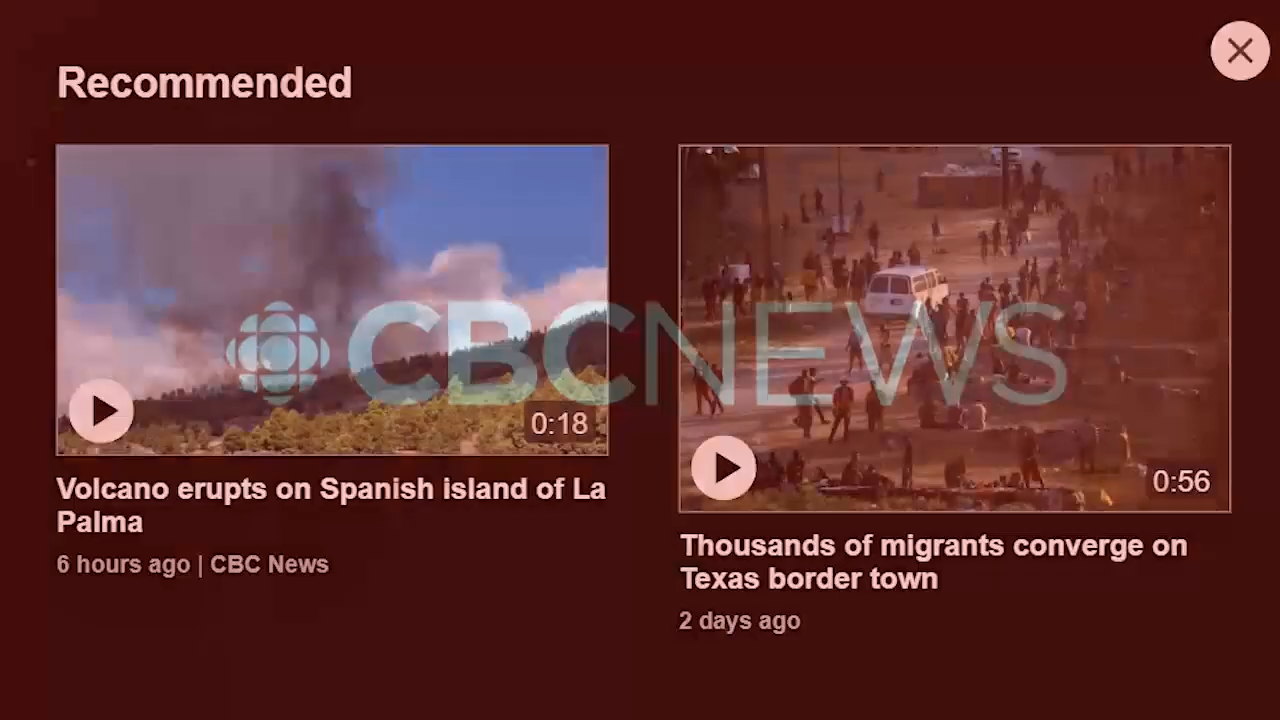 Recommended
CBCNEWS
0:18
0:56
Volcano erupts on Spanish island of La
Palma
6 hours ago | CBC News
Thousands of migrants converge on
Texas border town
2 days ago